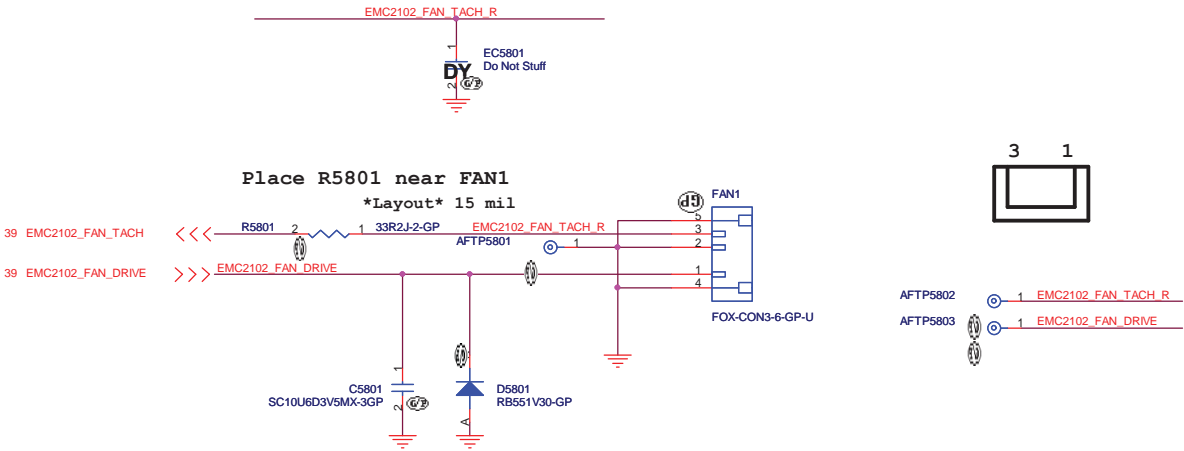 EMC2102_FAN_TACH_R
1
EC5801
Do Not Stuff
DY
G/P
2
3 1
Place R5801 near FAN1
*Layout* 15 mil
GP
FAN1
39 EMC2102_FAN_TACH
R5801
2
1
33R2J-2-GP
EMC2102_FAN_TACH_R
5
3
AFTP5801
1
2
39 EMC2102_FAN_DRIVE
EMC2102_FAN_DRIVE
1
4
FOX-CON3-6-GP-U
AFTP5802
1
EMC2102_FAN_TACH_R
AFTP5803
1
EMC2102_FAN_DRIVE
1
C5801
SC10U6D3V5MX-3GP
2
G/P
D5801
RB551V30-GP
A